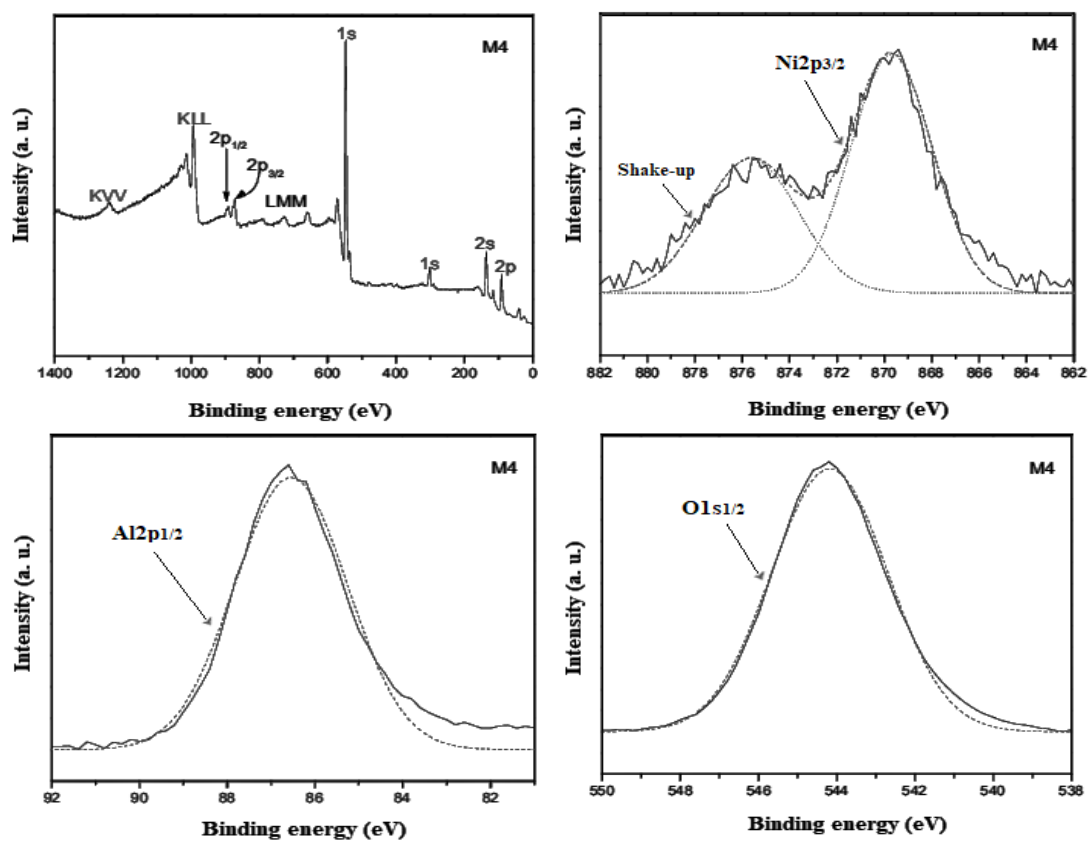 M4
1s
KLL
2p1/2
2p3/2
KVV
LMM
1s
2s
2p
Intensity (a. u.)
1400 1200 1000 800 600 400 200 0
Binding energy (eV)
M4
Ni2p3/2
Shake-up
Intensity (a. u.)
882 880 878 876 874 872 870 868 866 864 862
Binding energy (eV)
M4
Al2p1/2
Intensity (a. u.)
92 90 88 86 84 82
Binding energy (eV)
M4
O1s1/2
Intensity (a. u.)
550 548 546 544 542 540 538
Binding energy (eV)